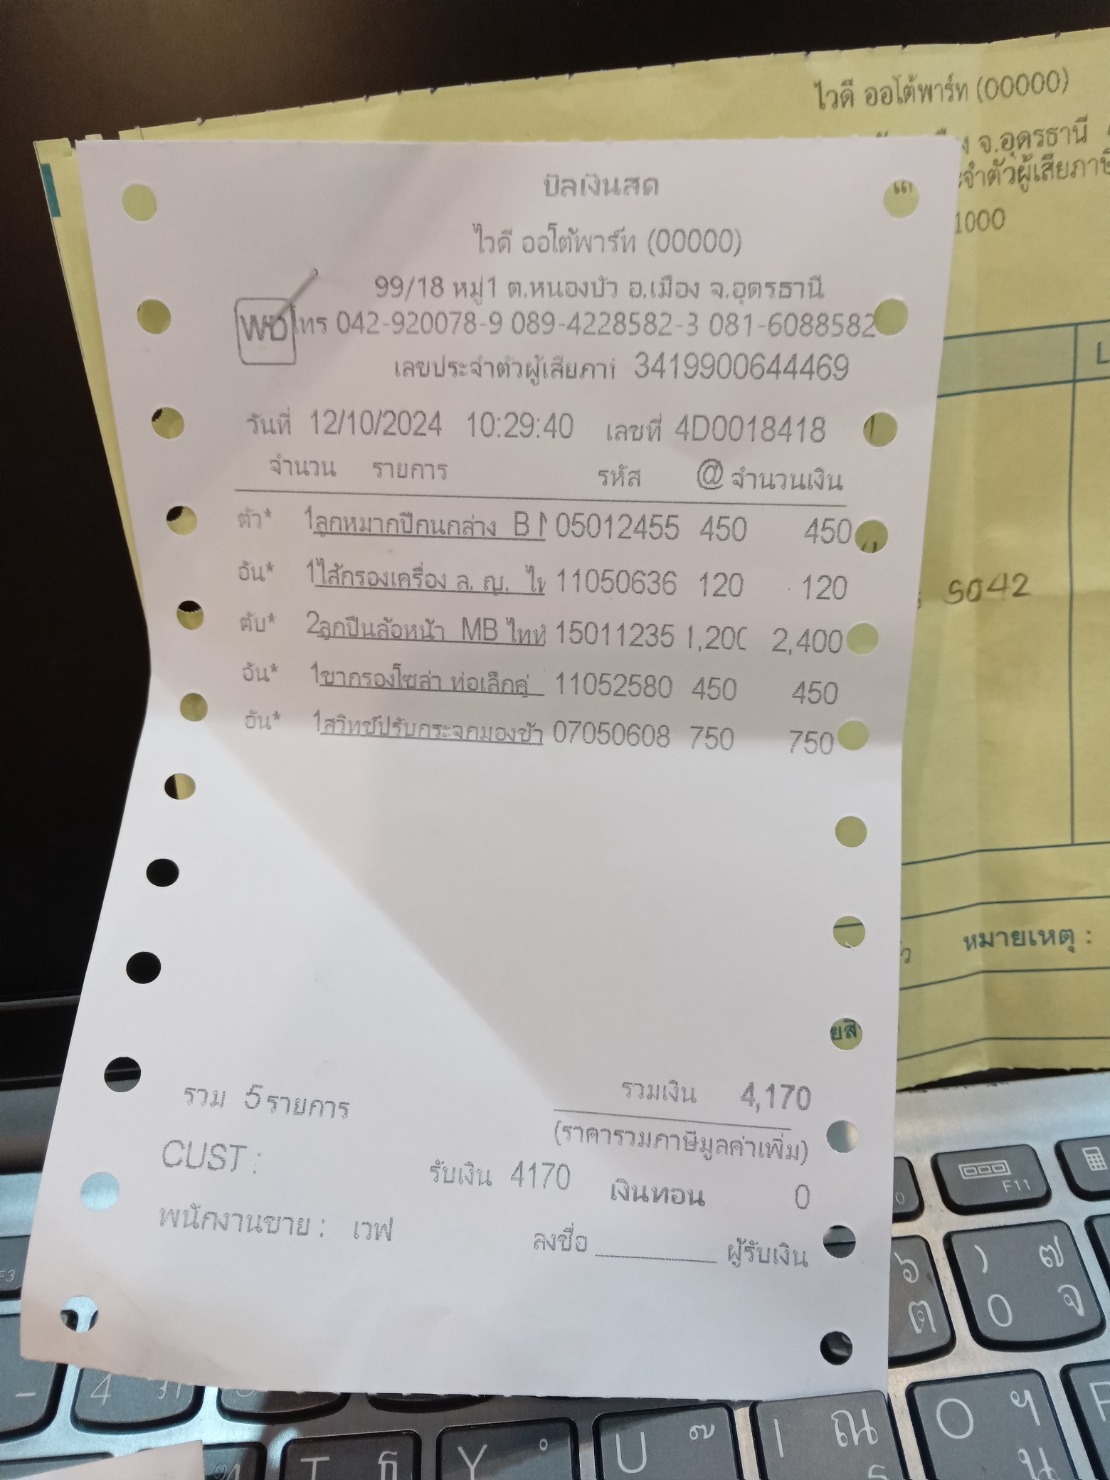 ไวดี ออโต้พาร์ท (00000)
จ.อุดรธานี
1000
S042
หมายเหตุ :
บิลเงินสด
ไวดี ออโต้พาร์ท (00000)
99/18 หมู่1 ต.หนองบัว อ.เมือง จ.อุดรธานี
WD โทร 042-920078-9 089-4228582-3 081-6088582
เลขประจำตัวผู้เสียภาษี 3419900644469
วันที่ 12/10/2024 10:29:40 เลขที่ 4D0018418
จำนวน รายการ รหัส @ จำนวนเงิน
ตัว* 1 ลูกหมากปีกนกล่าง B 05012455 450 450
อัน* 1 ไส้กรองเครื่อง ล. ญ. 11050636 120 120
ตับ* 2 ลูกปืนล้อหน้า MB ไทท 15011235 1,200 2,400
อัน* 1 ขากรองโซล่า ท่อเล็กคู่ 11052580 450 450
อัน* 1 สวิทช์ปรับกระจกมองข้า 07050608 750 750
รวม 5 รายการ รวมเงิน 4,170
(ราคารวมภาษีมูลค่าเพิ่ม)
CUST : รับเงิน 4170 เงินทอน 0
พนักงานขาย : เวฟ ลงชื่อ ________ ผู้รับเงิน
F11
F3